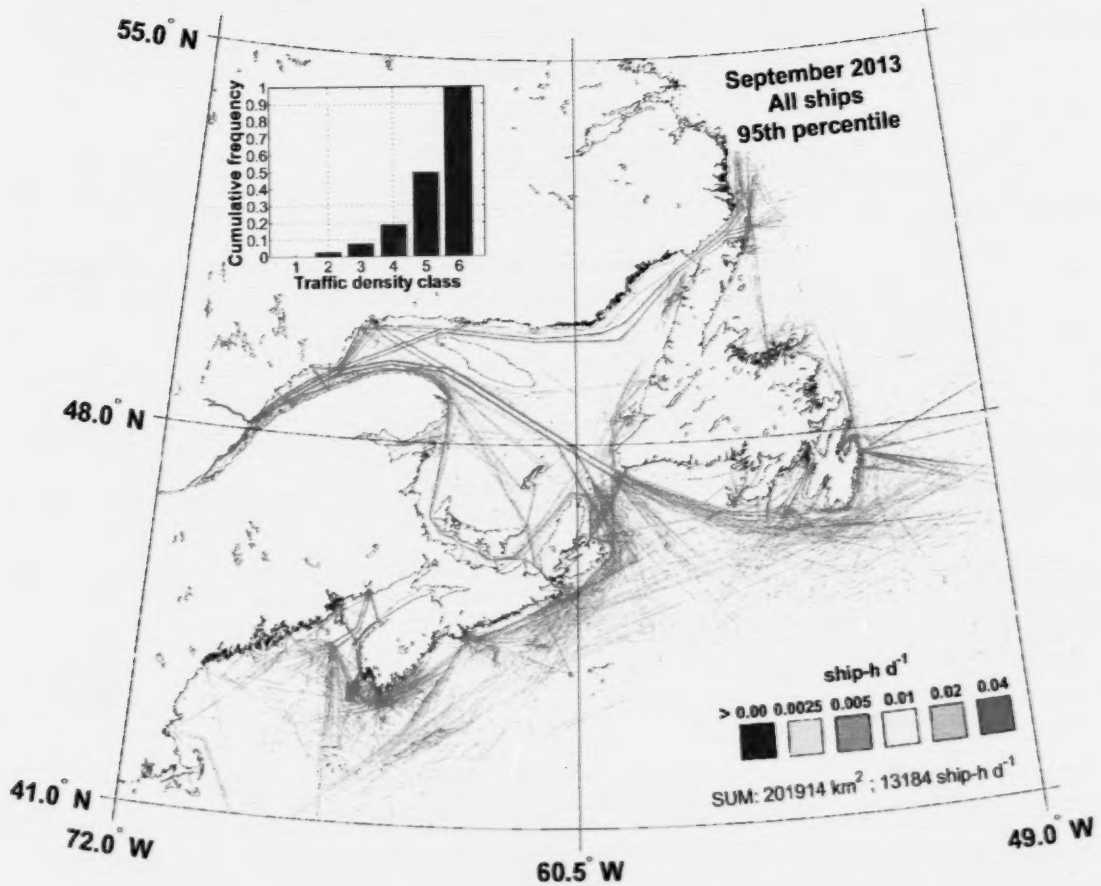 55.0° N
September 2013
All ships
95th percentile
Cumulative frequency
1
0.9
0.8
0.7
0.6
0.5
0.4
0.3
0.2
0.1
0
1 2 3 4 5 6
Traffic density class
48.0° N
ship-h d⁻¹
> 0.00 0.0025 0.005 0.01 0.02 0.04
SUM: 201914 km² ; 13184 ship-h d⁻¹
41.0° N
72.0° W
60.5° W
49.0° W